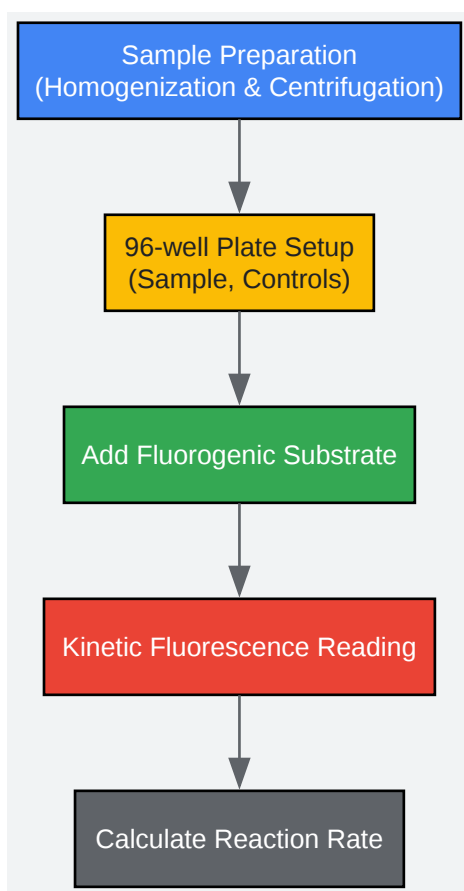 Sample Preparation
(Homogenization & Centrifugation)
96-well Plate Setup
(Sample, Controls)
Add Fluorogenic Substrate
Kinetic Fluorescence Reading
Calculate Reaction Rate